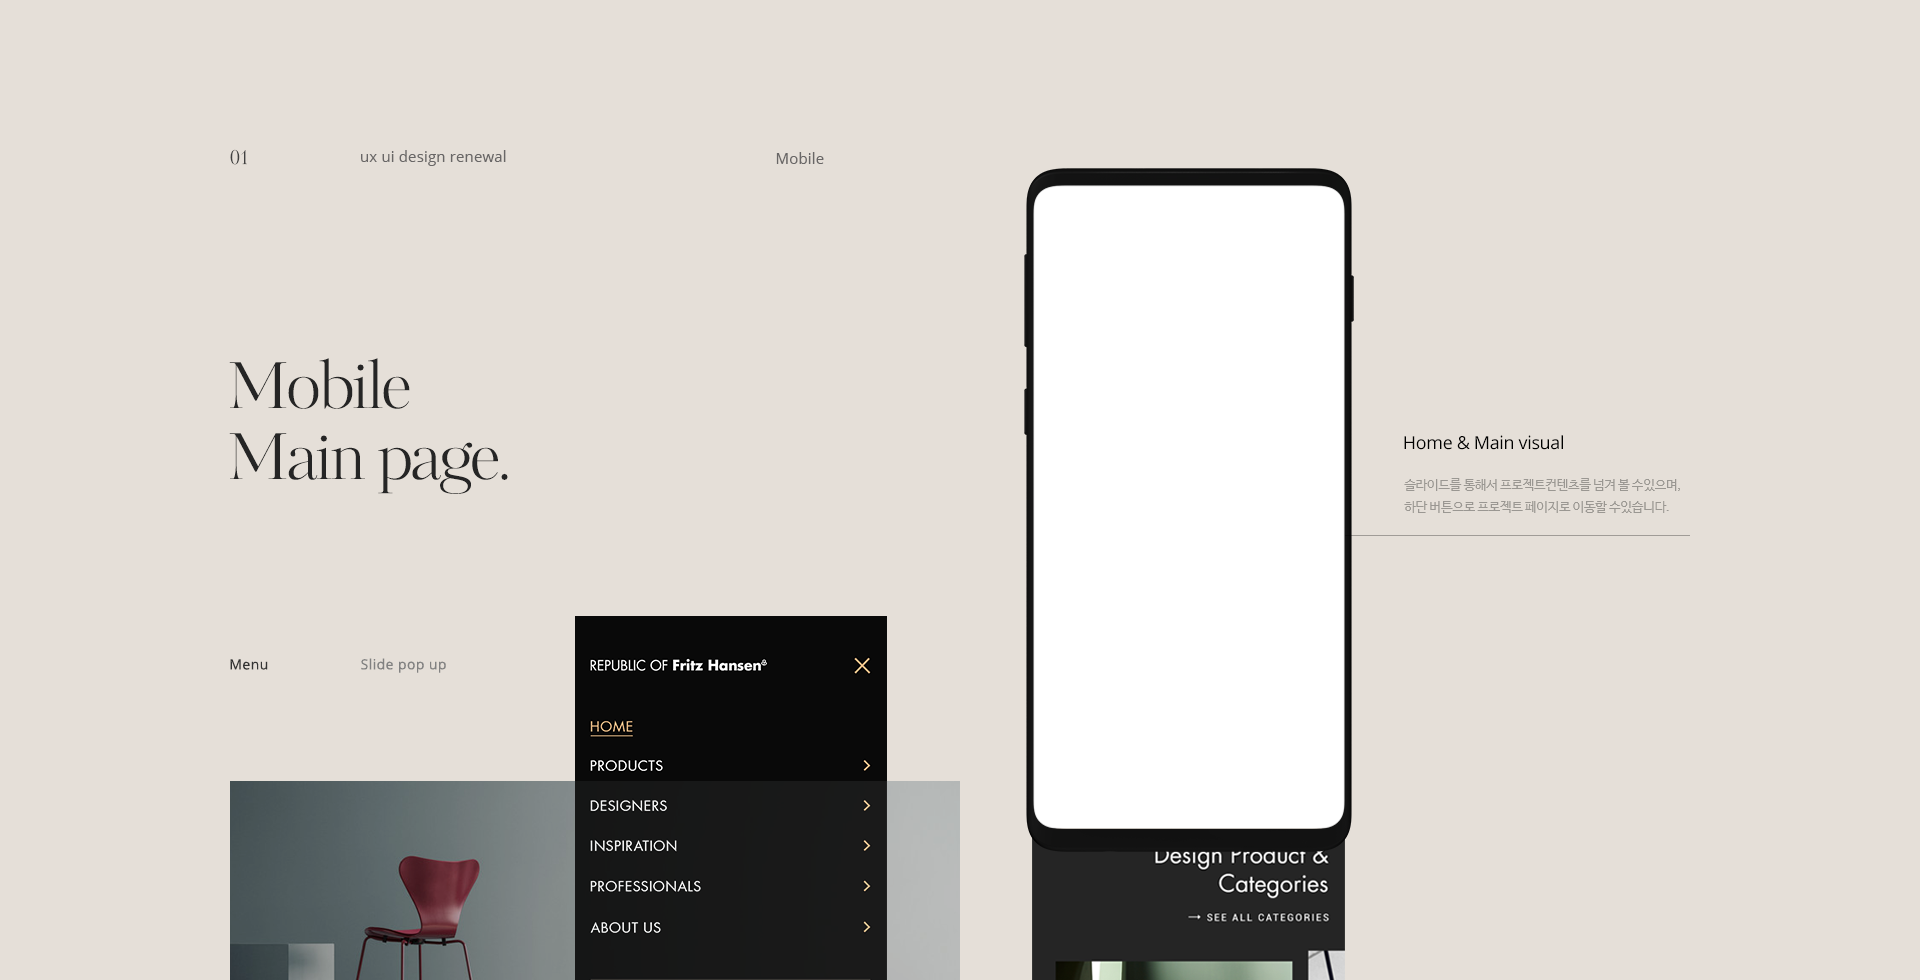 01
ux ui design renewal
Mobile
Mobile
Main page.
Home & Main visual
슬라이드를 통해서 프로젝트컨텐츠를 넘겨 볼 수있으며,
하단 버튼으로 프로젝트 페이지로 이동할 수있습니다.
Menu
Slide pop up
REPUBLIC OF Fritz Hansen®
HOME
PRODUCTS
DESIGNERS
INSPIRATION
PROFESSIONALS
ABOUT US
Design Product &
Categories
→ SEE ALL CATEGORIES